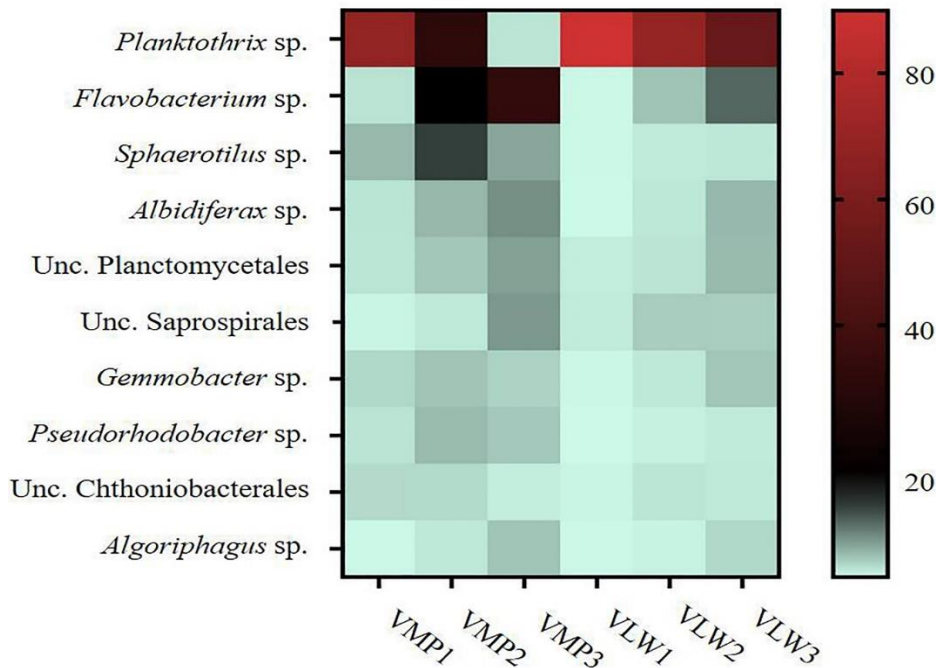 Planktothrix sp.
Flavobacterium sp.
Sphaerotilus sp.
Albidiferax sp.
Unc. Planctomycetales
Unc. Saprospirales
Gemmobacter sp.
Pseudorhodobacter sp.
Unc. Chthoniobacterales
Algoriphagus sp.
VMP1
VMP2
VMP3
VLW1
VLW2
VLW3
80
60
40
20